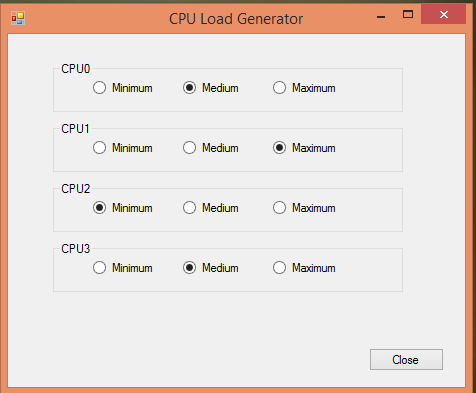 CPU Load Generator
CPU0
Minimum Medium Maximum
CPU1
Minimum Medium Maximum
CPU2
Minimum Medium Maximum
CPU3
Minimum Medium Maximum
Close